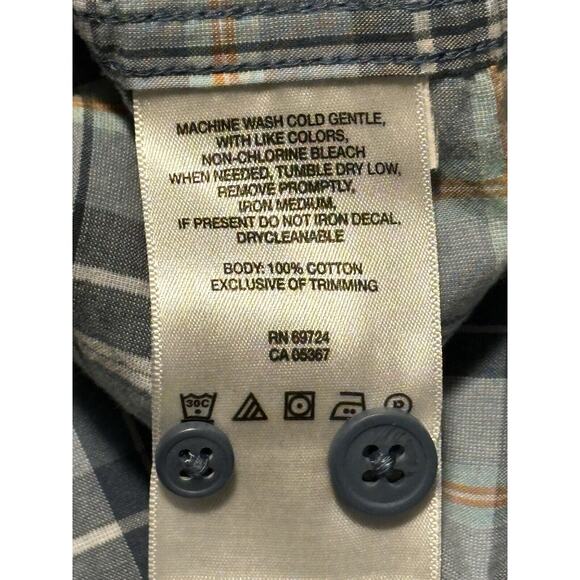 MACHINE WASH COLD GENTLE,
WITH LIKE COLORS,
NON-CHLORINE BLEACH
WHEN NEEDED, TUMBLE DRY LOW,
REMOVE PROMPTLY,
IRON MEDIUM.
IF PRESENT DO NOT IRON DECAL.
DRYCLEANABLE
BODY: 100% COTTON
EXCLUSIVE OF TRIMMING
RN 69724
CA 05367
30C